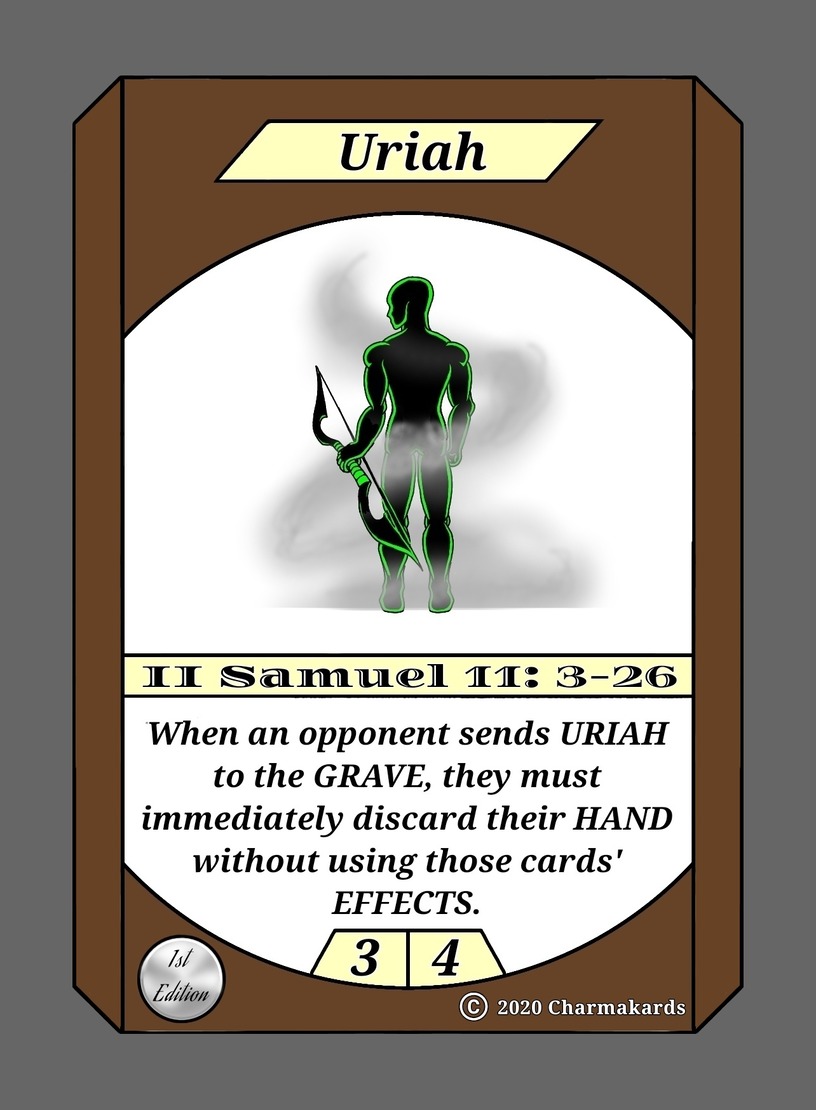 Uriah
II Samuel 11: 3-26
When an opponent sends URIAH
to the GRAVE, they must
immediately discard their HAND
without using those cards'
EFFECTS.
3 4
1st
Edition
© 2020 Charmakards